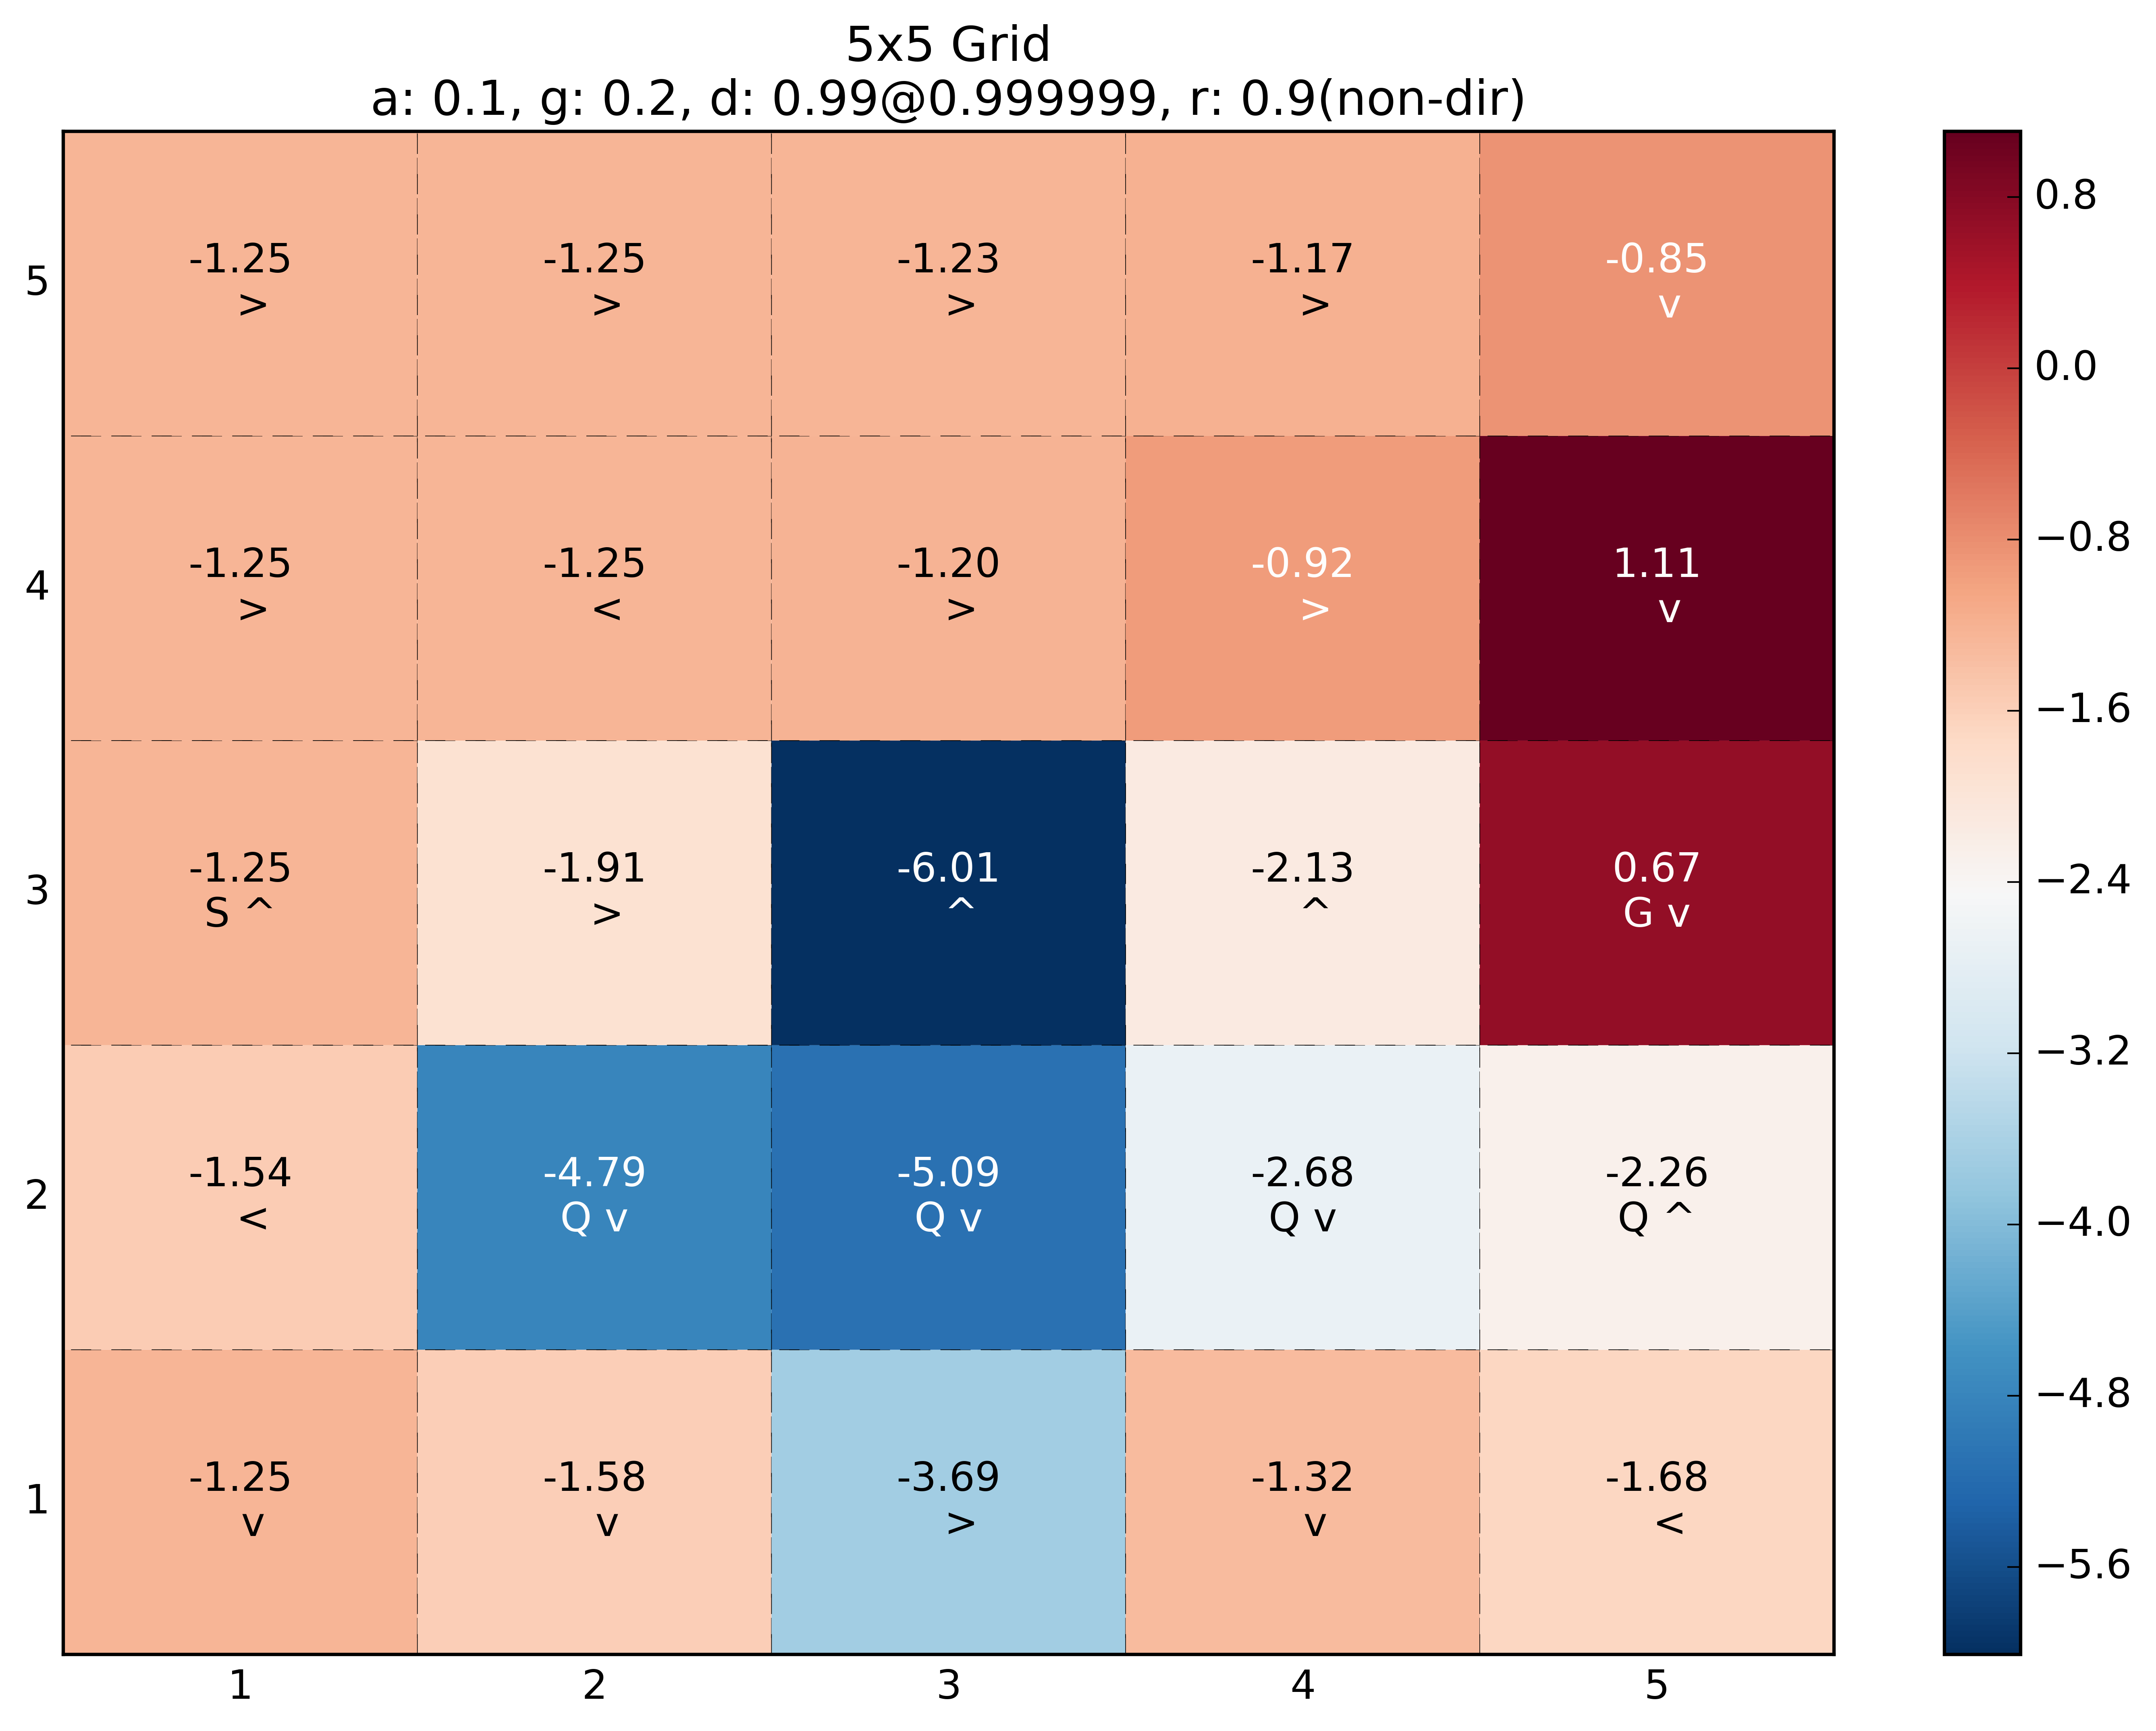 5x5 Grid
a: 0.1, g: 0.2, d: 0.99@0.999999, r: 0.9(non-dir)
5
-1.25 -1.25 -1.23 -1.17 -0.85
> > > > v
4
-1.25 -1.25 -1.20 -0.92 1.11
> < > > v
3
-1.25 -1.91 -6.01 -2.13 0.67
S ^ > ^ ^ G v
2
-1.54 -4.79 -5.09 -2.68 -2.26
< Q v Q v Q v Q ^
1
-1.25 -1.58 -3.69 -1.32 -1.68
v v > v <
1 2 3 4 5
0.8
0.0
−0.8
−1.6
−2.4
−3.2
−4.0
−4.8
−5.6